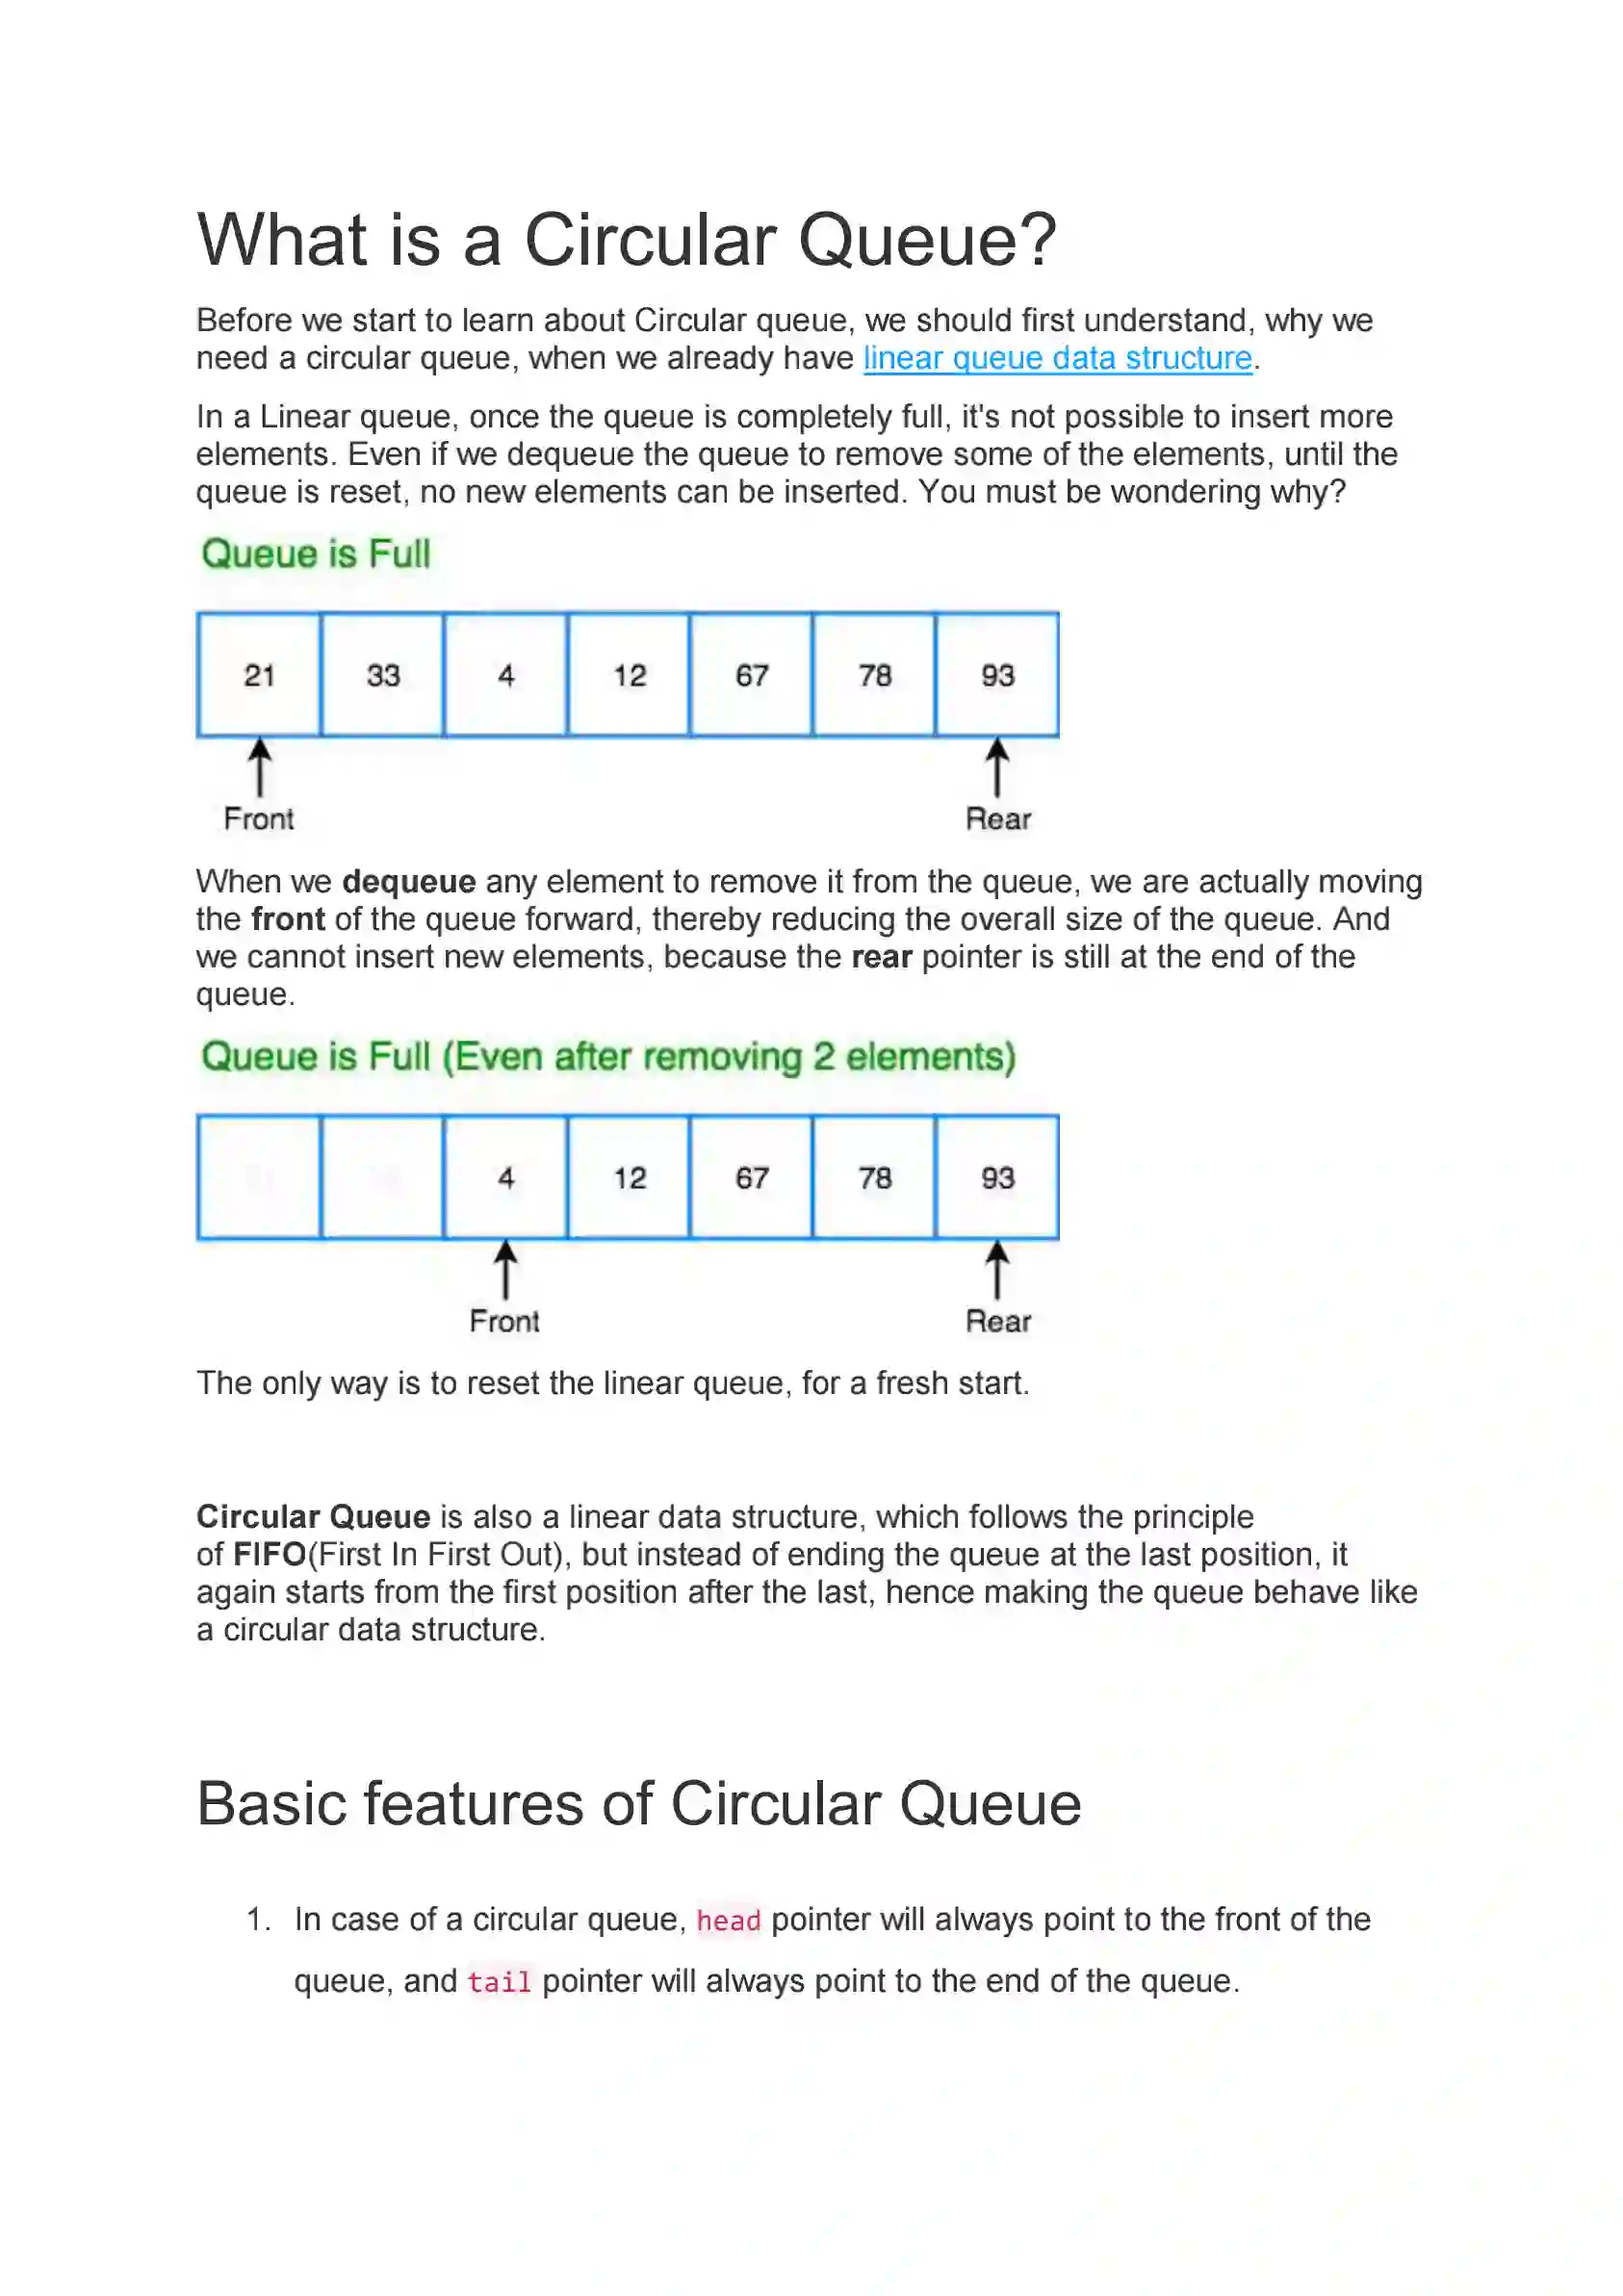 What is a Circular Queue?
Before we start to learn about Circular queue, we should first understand, why we
need a circular queue, when we already have linear queue data structure.
In a Linear queue, once the queue is completely full, it's not possible to insert more
elements. Even if we dequeue the queue to remove some of the elements, until the
queue is reset, no new elements can be inserted. You must be wondering why?
Queue is Full
21 33 4 12 67 78 93
Front Rear
When we dequeue any element to remove it from the queue, we are actually moving
the front of the queue forward, thereby reducing the overall size of the queue. And
we cannot insert new elements, because the rear pointer is still at the end of the
queue.
Queue is Full (Even after removing 2 elements)
4 12 67 78 93
Front Rear
The only way is to reset the linear queue, for a fresh start.
Circular Queue is also a linear data structure, which follows the principle
of FIFO(First In First Out), but instead of ending the queue at the last position, it
again starts from the first position after the last, hence making the queue behave like
a circular data structure.
Basic features of Circular Queue
1. In case of a circular queue, head pointer will always point to the front of the
queue, and tail pointer will always point to the end of the queue.